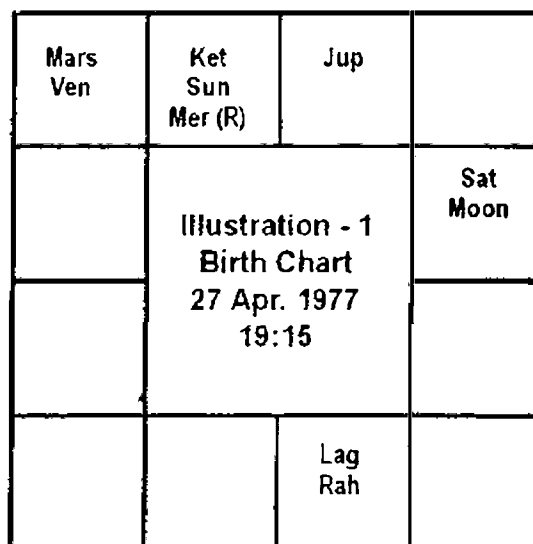 Mars
Ven
Ket
Sun
Mer (R)
Jup
Sat
Moon
Illustration - 1
Birth Chart
27 Apr. 1977
19:15
Lag
Rah